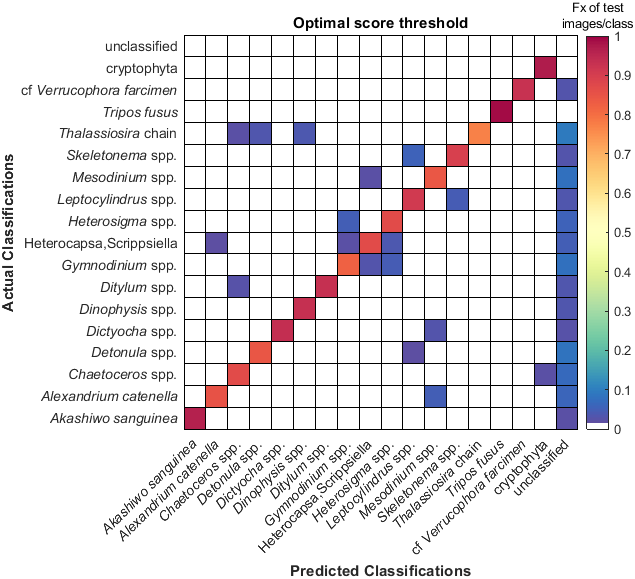 Optimal score threshold
Fx of test
images/class
unclassified
cryptophyta
cf Verrucophora farcimen
Tripos fusus
Thalassiosira chain
Skeletonema spp.
Mesodinium spp.
Leptocylindrus spp.
Heterosigma spp.
Heterocapsa,Scrippsiella
Gymnodinium spp.
Ditylum spp.
Dinophysis spp.
Dictyocha spp.
Detonula spp.
Chaetoceros spp.
Alexandrium catenella
Akashiwo sanguinea
Actual Classifications
1
0.9
0.8
0.7
0.6
0.5
0.4
0.3
0.2
0.1
0
Akashiwo sanguinea
Alexandrium catenella
Chaetoceros spp.
Detonula spp.
Dictyocha spp.
Dinophysis spp.
Ditylum spp.
Gymnodinium spp.
Heterocapsa,Scrippsiella
Heterosigma spp.
Leptocylindrus spp.
Mesodinium spp.
Skeletonema spp.
Thalassiosira chain
Tripos fusus
cf Verrucophora farcimen
cryptophyta
unclassified
Predicted Classifications